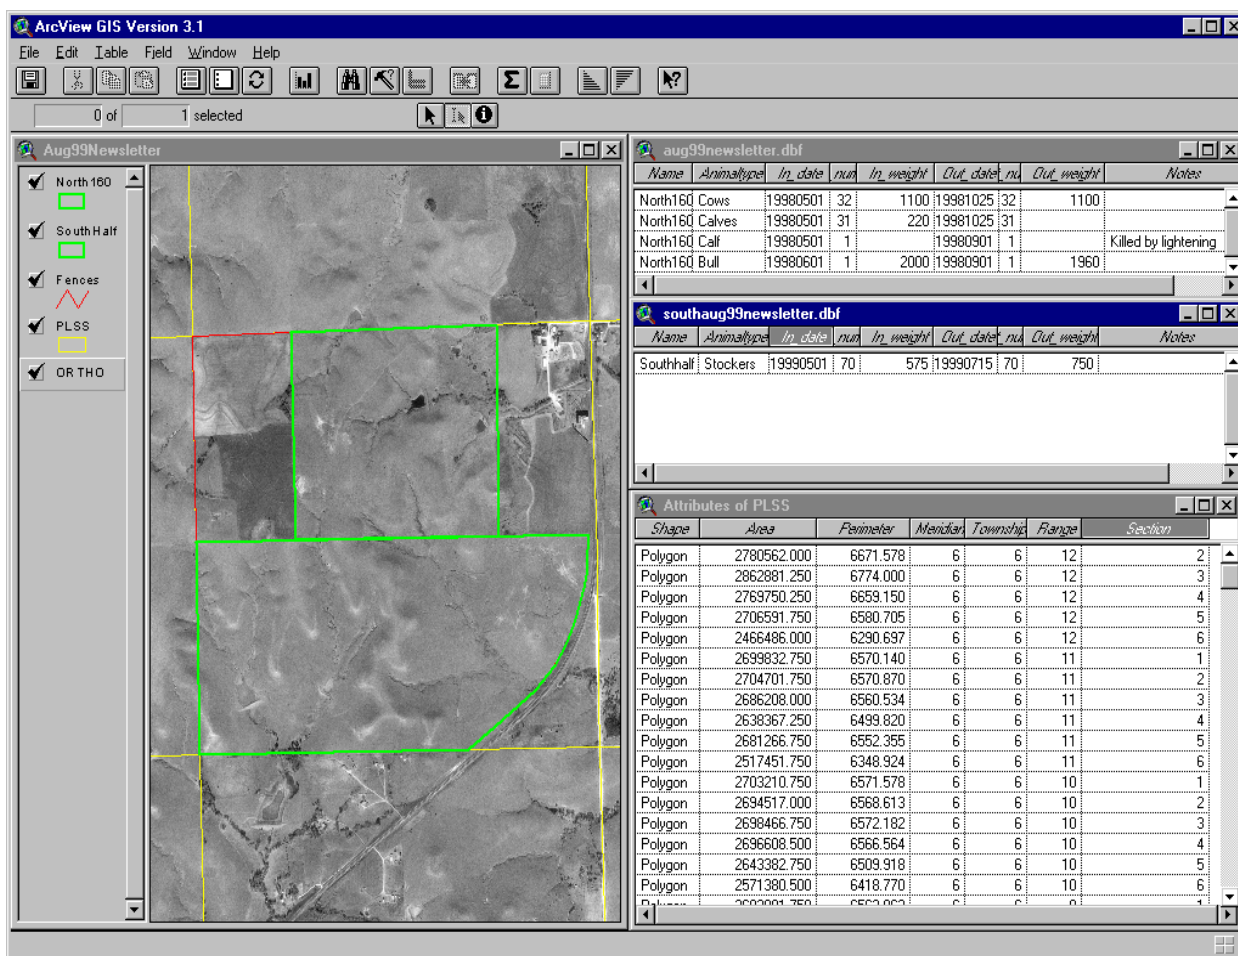 ArcView GIS Version 3.1
File Edit Table Field Window Help
0 of 1 selected
Aug99Newsletter
North160
SouthHalf
Fences
PLSS
ORTHO
aug99newsletter.dbf
Name Animaltype In_date _nun In_weight Out_date _nu Out_weight Notes
North160 Cows 19980501 32 1100 19981025 32 1100
North160 Calves 19980501 31 220 19981025 31
North160 Calf 19980501 1 19980901 1 Killed by lightening
North160 Bull 19980601 1 2000 19980901 1 1960
southaug99newsletter.dbf
Name Animaltype In_date _nun In_weight Out_date _nu Out_weight Notes
Southhalf Stockers 19990501 70 575 19990715 70 750
Attributes of PLSS
Shape Area Perimeter Meridian Township Range Section
Polygon 2780562.000 6671.578 6 6 12 2
Polygon 2862881.250 6774.000 6 6 12 3
Polygon 2769750.250 6659.150 6 6 12 4
Polygon 2706591.750 6580.705 6 6 12 5
Polygon 2466486.000 6290.697 6 6 12 6
Polygon 2699832.750 6570.140 6 6 11 1
Polygon 2704701.750 6570.870 6 6 11 2
Polygon 2686208.000 6560.534 6 6 11 3
Polygon 2638367.250 6499.820 6 6 11 4
Polygon 2681266.750 6552.355 6 6 11 5
Polygon 2517451.750 6348.924 6 6 11 6
Polygon 2703210.750 6571.578 6 6 10 1
Polygon 2694517.000 6568.613 6 6 10 2
Polygon 2698466.750 6572.182 6 6 10 3
Polygon 2696608.500 6566.564 6 6 10 4
Polygon 2643382.750 6509.918 6 6 10 5
Polygon 2571380.500 6418.770 6 6 10 6